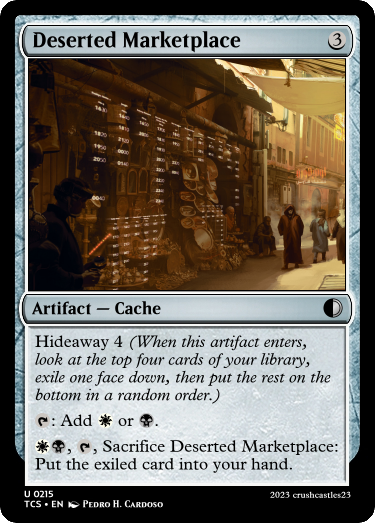 Deserted Marketplace 3
Artifact — Cache
Hideaway 4 (When this artifact enters,
look at the top four cards of your library,
exile one face down, then put the rest on the
bottom in a random order.)
: Add or .
, , Sacrifice Deserted Marketplace:
Put the exiled card into your hand.
U 0215
TCS • EN Pedro H. Cardoso
2023 crushcastles23